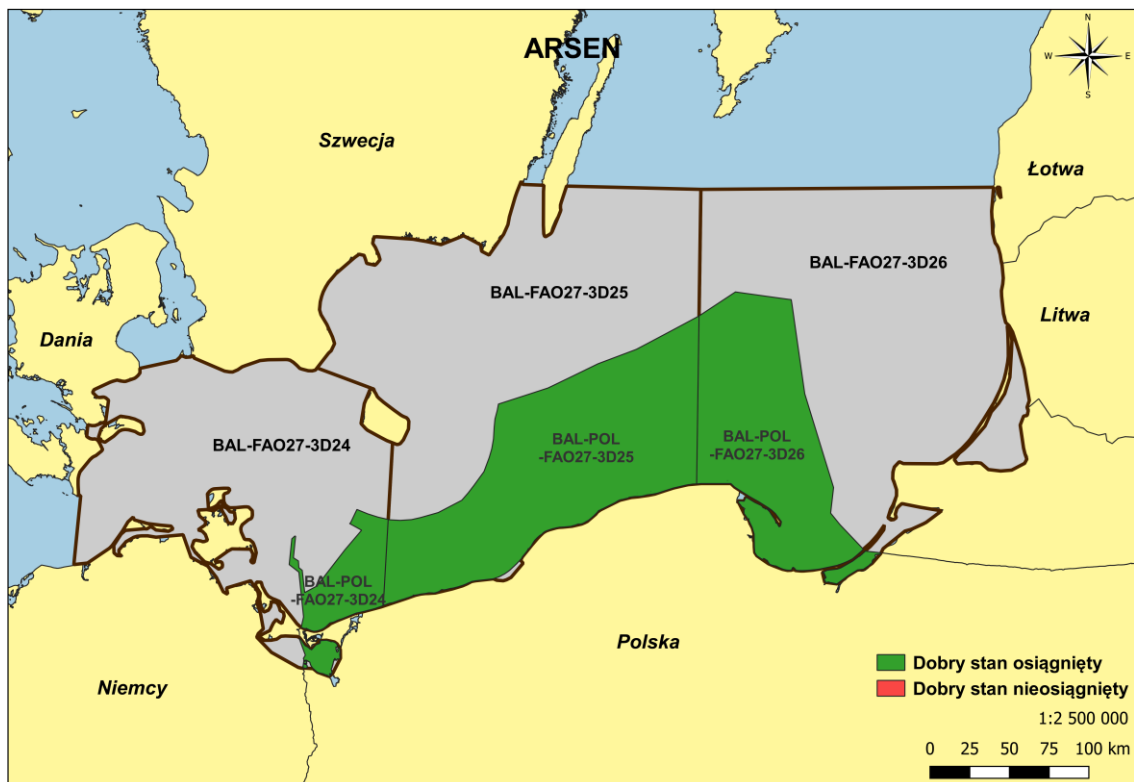 ARSEN
N
W E
S
Szwecja
Łotwa
BAL-FAO27-3D26
BAL-FAO27-3D25
Litwa
Dania
BAL-FAO27-3D24
BAL-POL
-FAO27-3D25
BAL-POL
-FAO27-3D26
BAL-POL
-FAO27-3D24
Polska
Niemcy
Dobry stan osiągnięty
Dobry stan nieosiągnięty
1:2 500 000
0 25 50 75 100 km